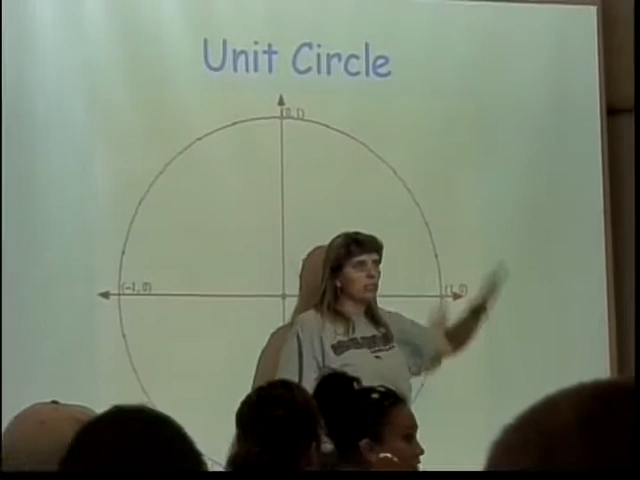 Unit Circle
(0, 1)
(-1, 0)
(1, 0)